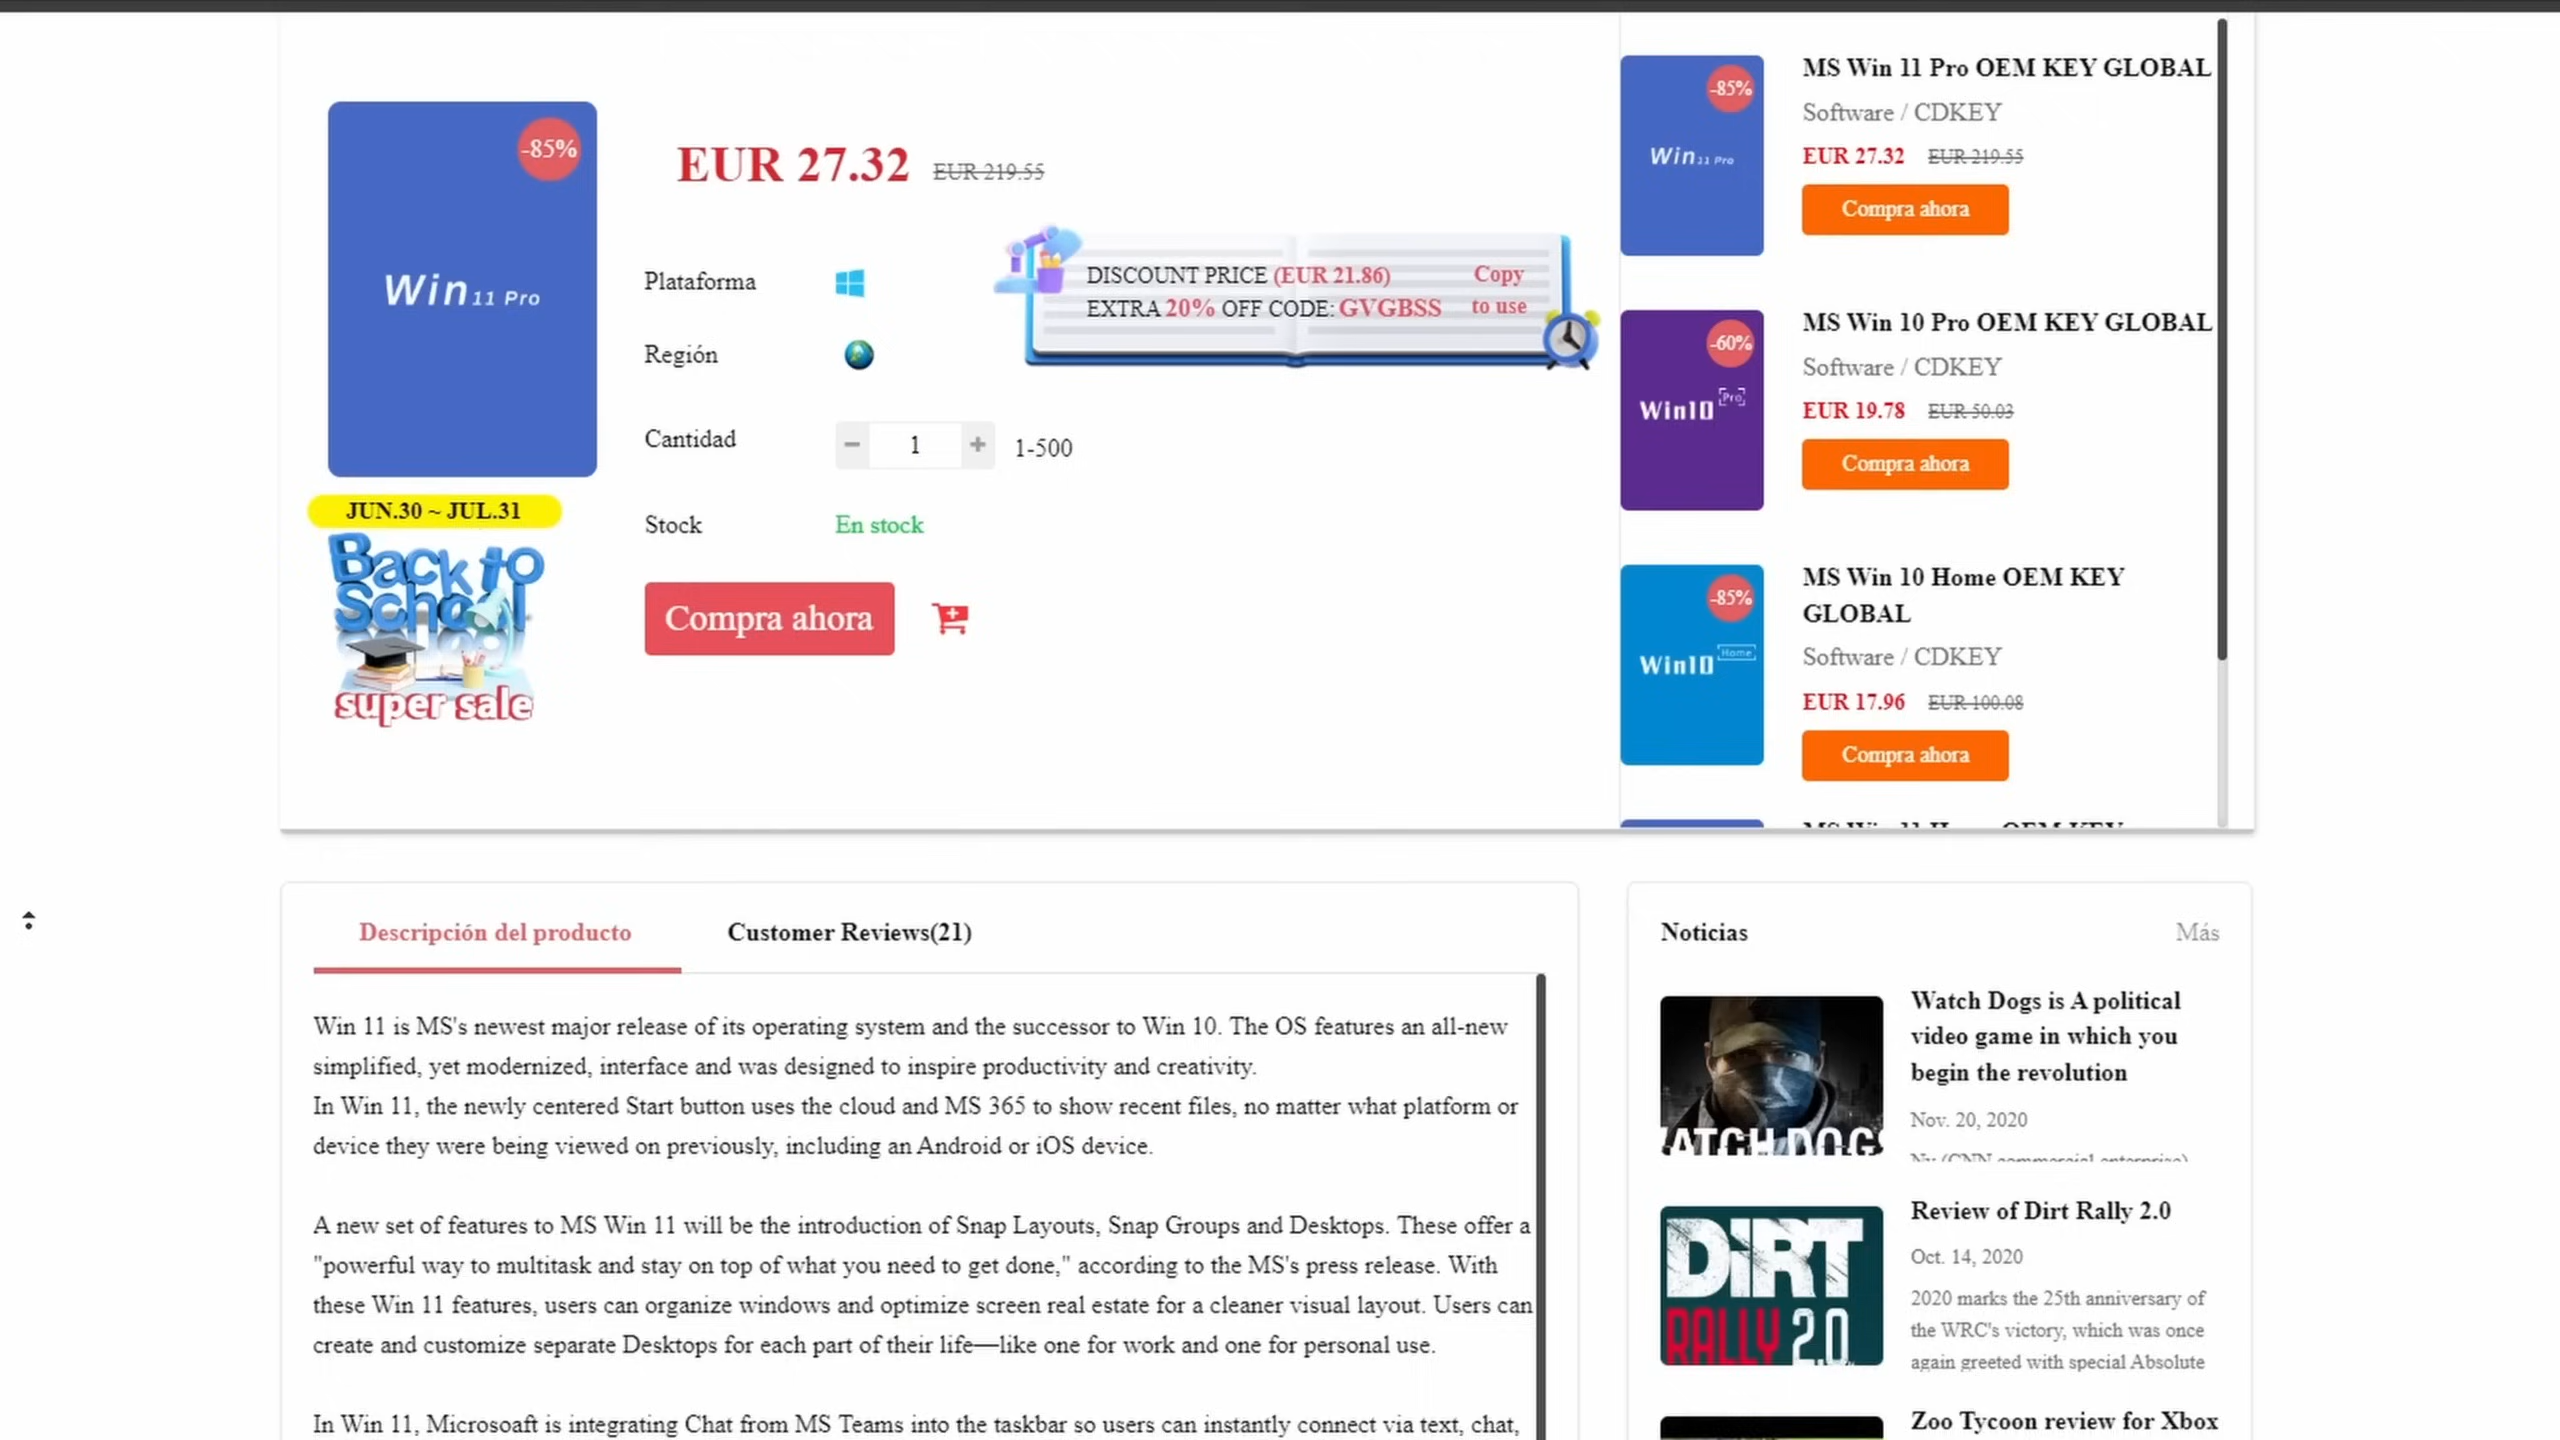 -85%
Win 11 Pro
JUN.30 ~ JUL.31
Back to
School
super sale
EUR 27.32 EUR 219.55
Plataforma
Región
Cantidad
− 1 + 1-500
Stock En stock
Compra ahora
DISCOUNT PRICE (EUR 21.86)
EXTRA 20% OFF CODE: GVGBSS
Copy
to use
-85%
Win 11 Pro
MS Win 11 Pro OEM KEY GLOBAL
Software / CDKEY
EUR 27.32 EUR 219.55
Compra ahora
-60%
Win10 Pro
MS Win 10 Pro OEM KEY GLOBAL
Software / CDKEY
EUR 19.78 EUR 50.03
Compra ahora
-85%
Win10 Home
MS Win 10 Home OEM KEY
GLOBAL
Software / CDKEY
EUR 17.96 EUR 100.08
Compra ahora
MS Win 11 Home OEM KEY
Descripción del producto Customer Reviews(21)
Win 11 is MS's newest major release of its operating system and the successor to Win 10. The OS features an all-new
simplified, yet modernized, interface and was designed to inspire productivity and creativity.
In Win 11, the newly centered Start button uses the cloud and MS 365 to show recent files, no matter what platform or
device they were being viewed on previously, including an Android or iOS device.
A new set of features to MS Win 11 will be the introduction of Snap Layouts, Snap Groups and Desktops. These offer a
"powerful way to multitask and stay on top of what you need to get done," according to the MS's press release. With
these Win 11 features, users can organize windows and optimize screen real estate for a cleaner visual layout. Users can
create and customize separate Desktops for each part of their life—like one for work and one for personal use.
In Win 11, Microsoaft is integrating Chat from MS Teams into the taskbar so users can instantly connect via text, chat,
Noticias Más
WATCH DOGS
Watch Dogs is A political
video game in which you
begin the revolution
Nov. 20, 2020
Ny (CNN commercial enterprise)
DiRT
RALLY 2.0
Review of Dirt Rally 2.0
Oct. 14, 2020
2020 marks the 25th anniversary of
the WRC's victory, which was once
again greeted with special Absolute
Zoo Tycoon review for Xbox